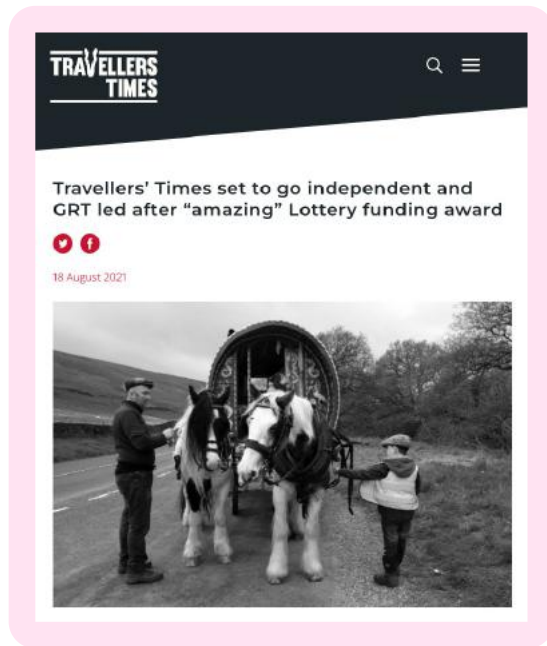 TRAVELLERS
TIMES
Travellers’ Times set to go independent and
GRT led after “amazing” Lottery funding award
18 August 2021